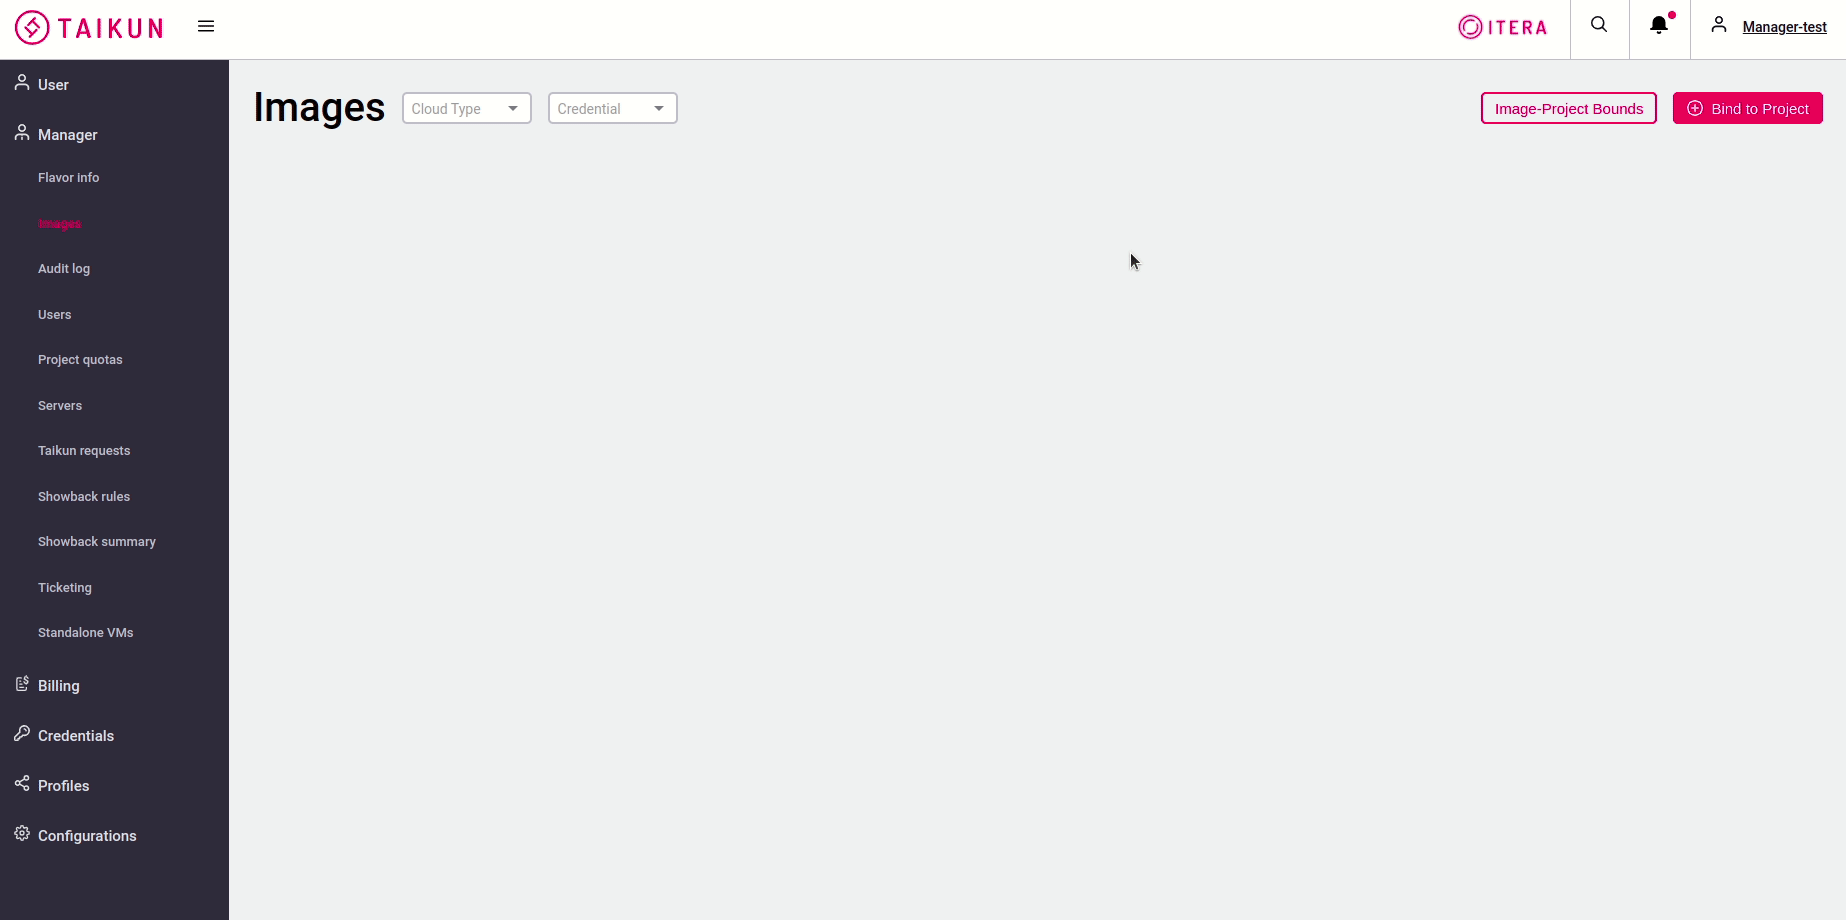 TAIKUN
ITERA
Manager-test
User
Manager
Flavor info
Images
Audit log
Users
Project quotas
Servers
Taikun requests
Showback rules
Showback summary
Ticketing
Standalone VMs
Billing
Credentials
Profiles
Configurations
Images
Cloud Type
Credential
Image-Project Bounds
Bind to Project